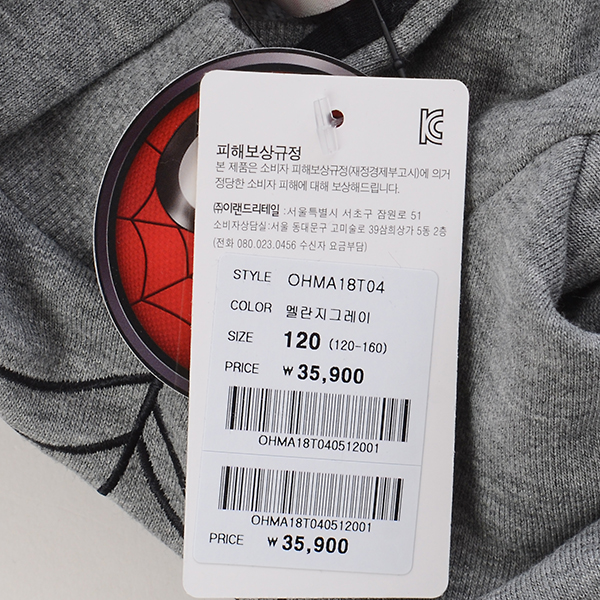 피해보상규정
본 제품은 소비자 피해보상규정(재정경제부고시)에 의거
정당한 소비자 피해에 대해 보상해드립니다.
㈜이랜드리테일 : 서울특별시 서초구 잠원로 51
소비자상담실:서울 동대문구 고미술로 39삼희상가 5동 2층
(전화 080.023.0456 수신자 요금부담)
STYLE OHMA18T04
COLOR 멜란지그레이
SIZE 120 (120-160)
PRICE ₩ 35,900
OHMA18T040512001
OHMA18T040512001
PRICE ₩ 35,900